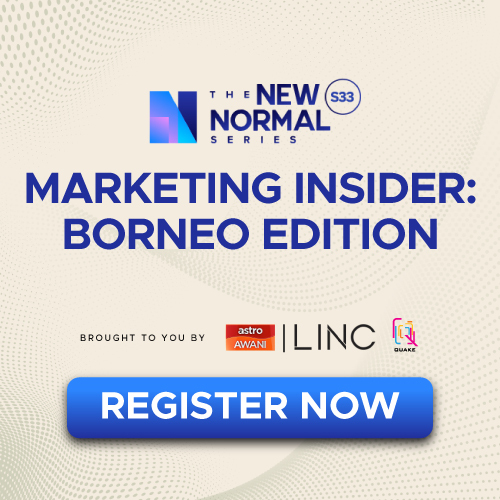 THE NEW S33
NORMAL
SERIES
MARKETING INSIDER:
BORNEO EDITION
BROUGHT TO YOU BY astro AWANI | LINC QUAKE
REGISTER NOW